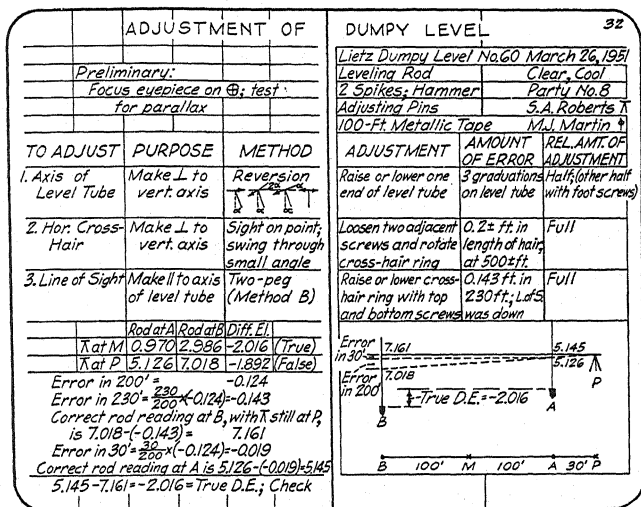 ADJUSTMENT OF
Preliminary:
Focus eyepiece on ⊕; test
for parallax
TO ADJUST PURPOSE METHOD
1. Axis of Level Tube Make ⊥ to vert. axis Reversion
2α α
α α α
2. Hor. Cross-Hair Make ⊥ to vert. axis Sight on point; swing through small angle
3. Line of Sight Make || to axis of level tube Two-peg (Method B)
Rod at A Rod at B Diff. El.
⊼ at M 0.970 2.986 -2.016 (True)
⊼ at P 5.126 7.018 -1.892 (False)
Error in 200' = -0.124
Error in 230' = 230/200 x(-0.124)=-0.143
Correct rod reading at B, with ⊼ still at P,
is 7.018-(-0.143) = 7.161
Error in 30' = 30/200 x(-0.124)=-0.019
Correct rod reading at A is 5.126-(-0.019)=5.145
5.145-7.161=-2.016=True D.E.; Check
DUMPY LEVEL 32
Lietz Dumpy Level No.60 March 26, 1951
Leveling Rod Clear, Cool
2 Spikes; Hammer Party No.8
Adjusting Pins S.A. Roberts ⊼
100-Ft. Metallic Tape M.J. Martin φ
ADJUSTMENT AMOUNT OF ERROR REL. AMT. OF ADJUSTMENT
Raise or lower one end of level tube 3 graduations on level tube Half; (other half with foot screws)
Loosen two adjacent screws and rotate cross-hair ring 0.2± ft. in length of hair, at 500± ft. Full
Raise or lower cross-hair ring with top and bottom screws 0.143 ft. in 230 ft.; L. of S. was down Full
Error in 30' 7.161 5.145
5.126
Error in 200' 7.018 P
True D.E.=-2.016
B A
B 100' M 100' A 30' P